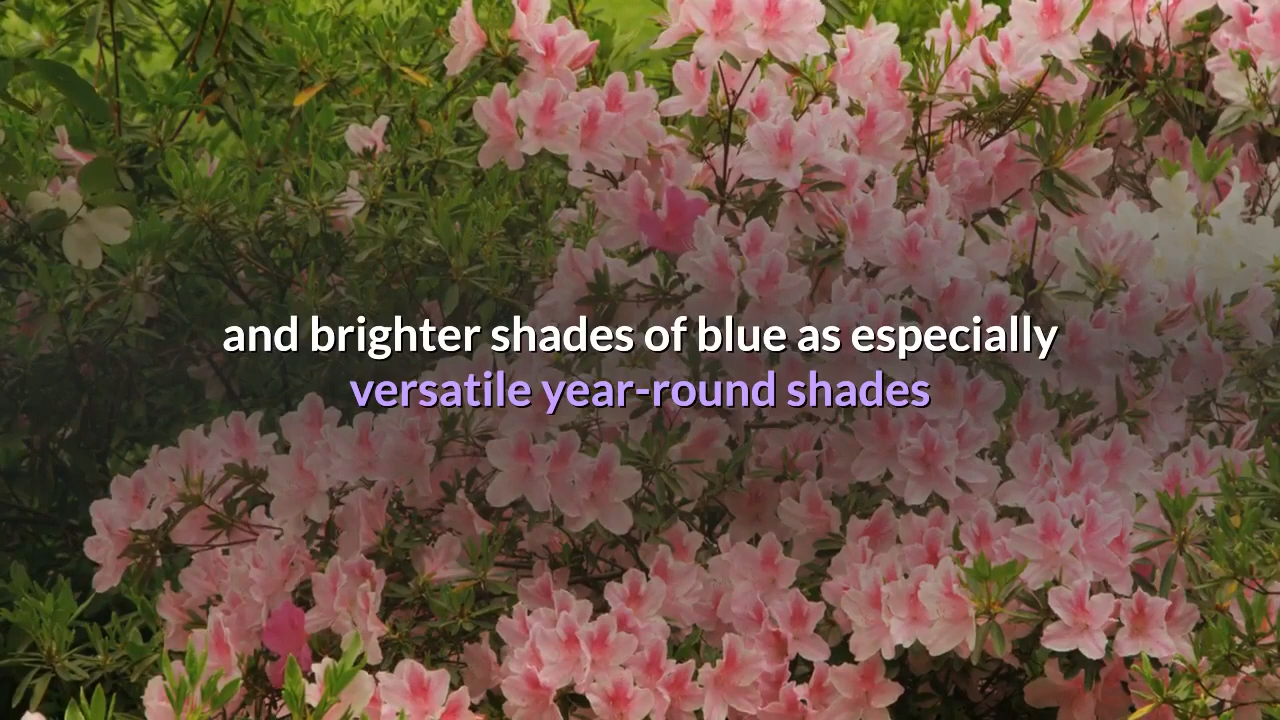 and brighter shades of blue as especially
versatile year-round shades